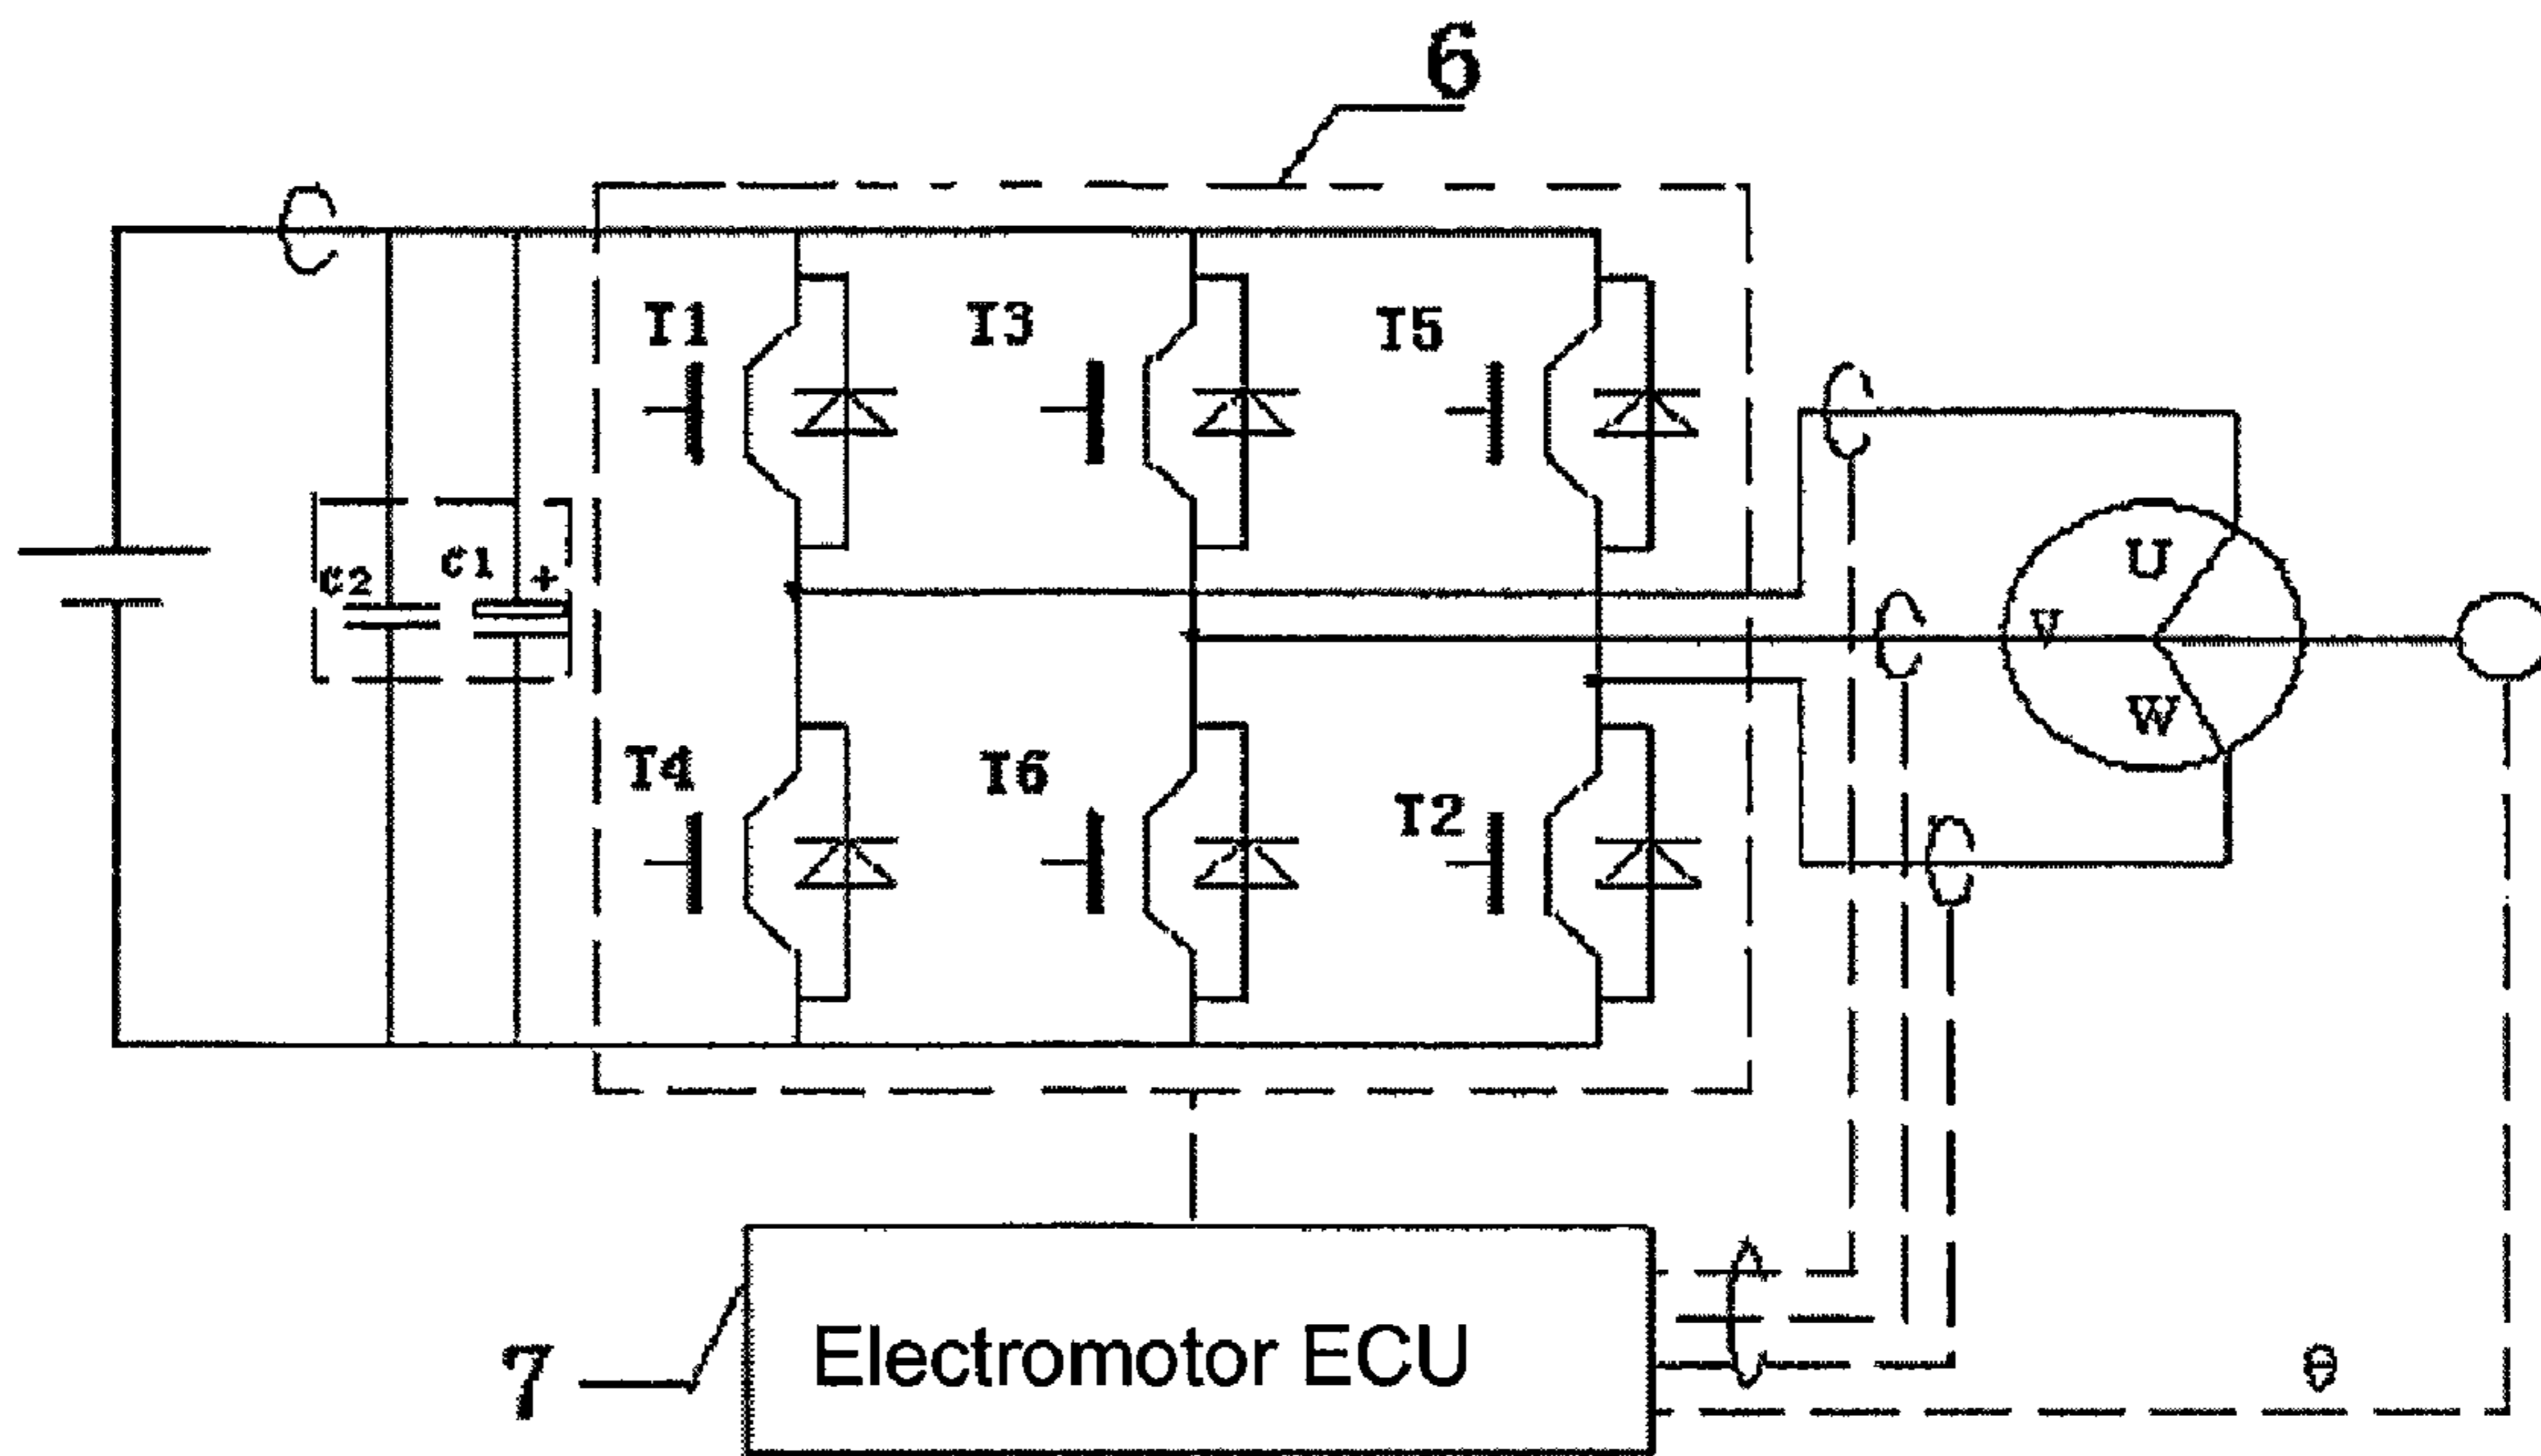 6
T1
T3
T5
C2
C1
+
U
V
W
T4
T6
T2
7
Electromotor ECU
θ